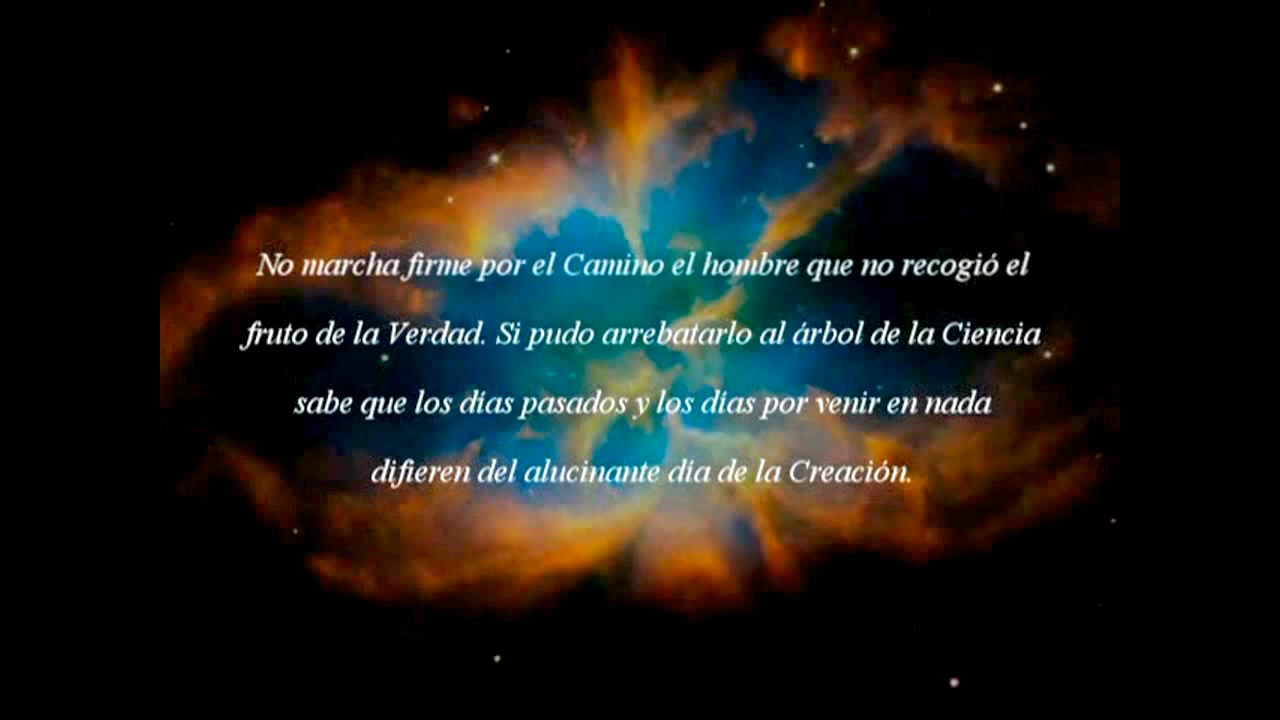 No marcha firme por el Camino el hombre que no recogió el
fruto de la Verdad. Si pudo arrebatarlo al árbol de la Ciencia
sabe que los días pasados y los días por venir en nada
difieren del alucinante día de la Creación.